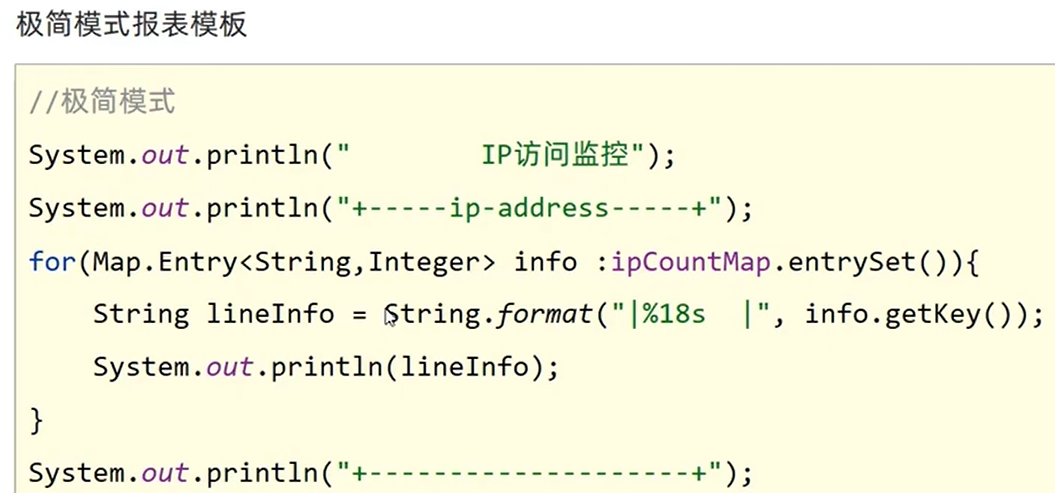 极简模式报表模板
//极简模式
System.out.println("        IP访问监控");
System.out.println("+-----ip-address-----+");
for(Map.Entry<String,Integer> info :ipCountMap.entrySet()){
    String lineInfo = String.format("|%18s  |", info.getKey());
    System.out.println(lineInfo);
}
System.out.println("+--------------------+");